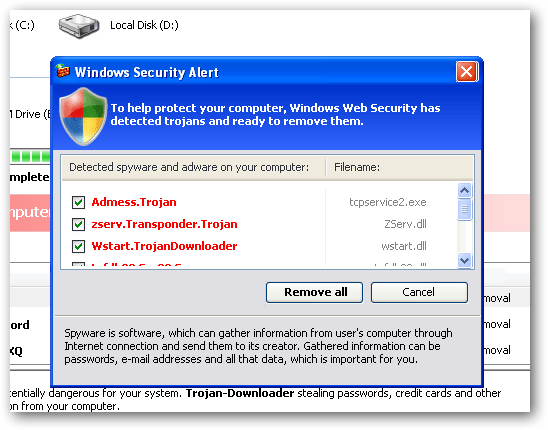 (C:)
Local Disk (D:)
Windows Security Alert
To help protect your computer, Windows Web Security has
detected trojans and ready to remove them.
M Drive (E
Detected spyware and adware on your computer:
Filename:
Admess.Trojan
tcpservice2.exe
zserv.Transponder.Trojan
ZServ.dll
Wstart.TrojanDownloader
wstart.dll
mplete
mpute
Remove all
Cancel
moval
ord
moval
XQ
moval
Spyware is software, which can gather information from user's computer through
Internet connection and send them to its creator. Gathered information can be
passwords, e-mail addresses and all that data, which is important for you.
entially dangerous for your system. Trojan-Downloader stealing passwords, credit cards and other
on from your computer.